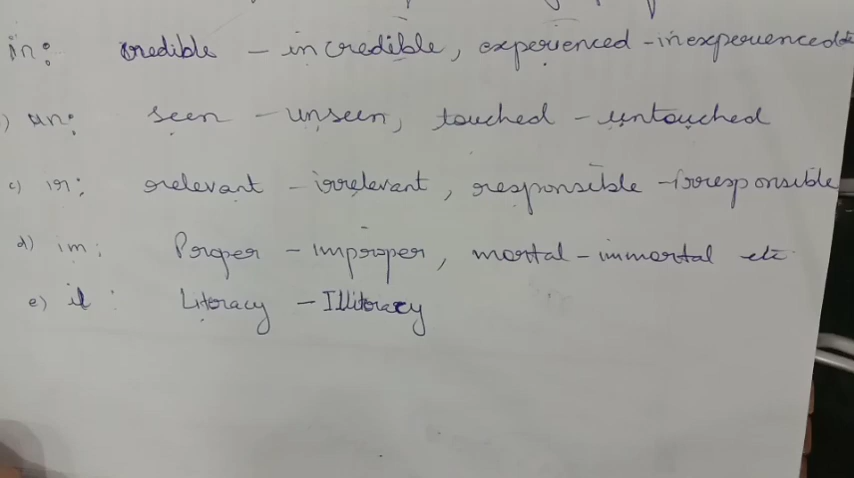 in: credible - incredible, experienced - inexperienced etc
) un: seen - unseen, touched - untouched
c) ir: relevant - irrelevant, responsible - irresponsible
d) im: Proper - improper, mortal - immortal etc.
e) il: Literacy - Illiteracy